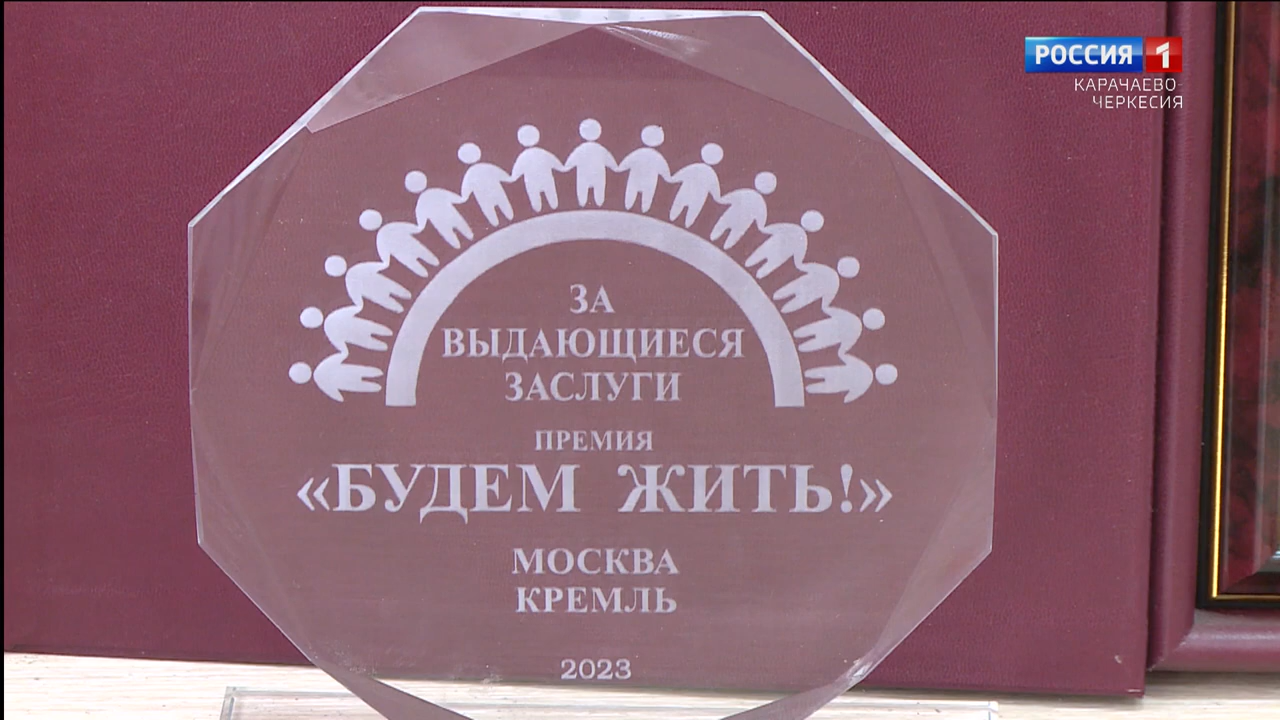 РОССИЯ 1
КАРАЧАЕВО-
ЧЕРКЕСИЯ
ЗА
ВЫДАЮЩИЕСЯ
ЗАСЛУГИ
ПРЕМИЯ
«БУДЕМ ЖИТЬ!»
МОСКВА
КРЕМЛЬ
2023